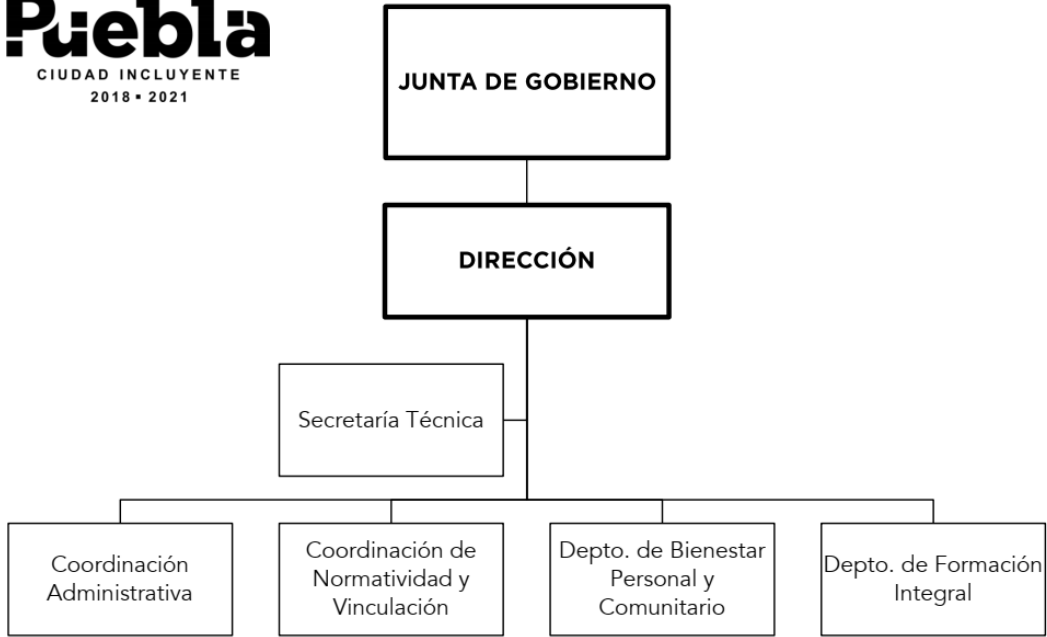 Puebla
CIUDAD INCLUYENTE
2018 ▪ 2021
JUNTA DE GOBIERNO
DIRECCIÓN
Secretaría Técnica
Coordinación
Administrativa
Coordinación de
Normatividad y
Vinculación
Depto. de Bienestar
Personal y
Comunitario
Depto. de Formación
Integral